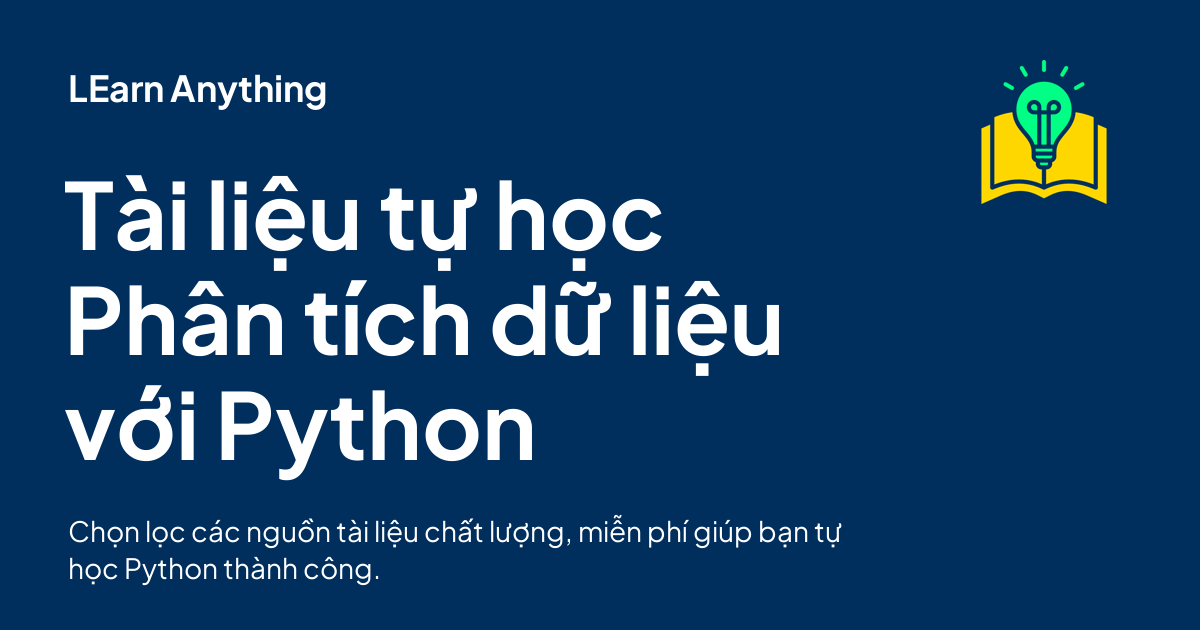 LEarn Anything
Tài liệu tự học
Phân tích dữ liệu
với Python
Chọn lọc các nguồn tài liệu chất lượng, miễn phí giúp bạn tự
học Python thành công.